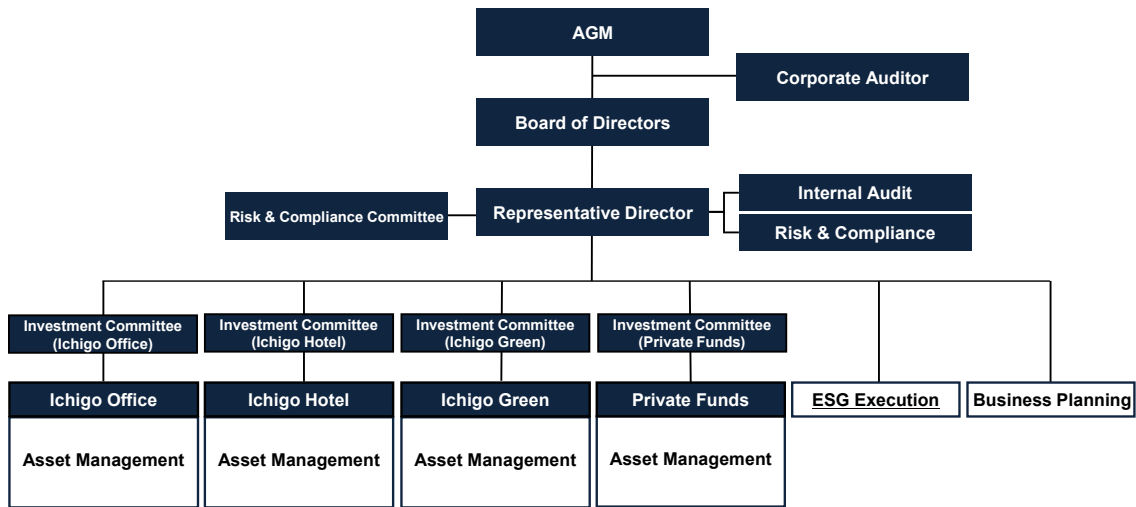 AGM
Corporate Auditor
Board of Directors
Internal Audit
Risk & Compliance Committee
Representative Director
Risk & Compliance
Investment Committee
(Ichigo Office)
Investment Committee
(Ichigo Hotel)
Investment Committee
(Ichigo Green)
Investment Committee
(Private Funds)
Ichigo Office
Ichigo Hotel
Ichigo Green
Private Funds
ESG Execution
Business Planning
Asset Management
Asset Management
Asset Management
Asset Management